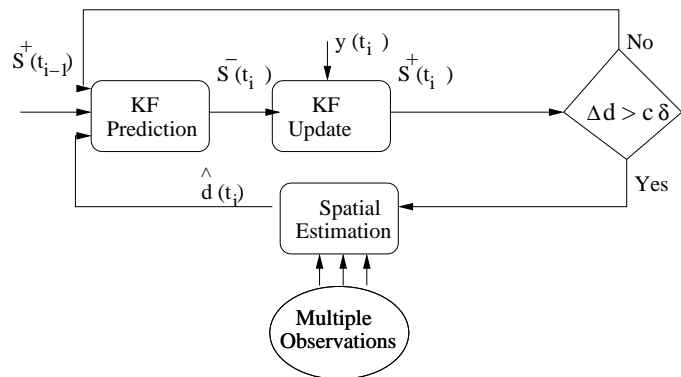 No
S⁺(tᵢ₋₁)
S⁻(tᵢ)
y(tᵢ)
S⁺(tᵢ)
KF
Prediction
KF
Update
Δd > c δ
^
d(tᵢ)
Yes
Spatial
Estimation
Multiple
Observations